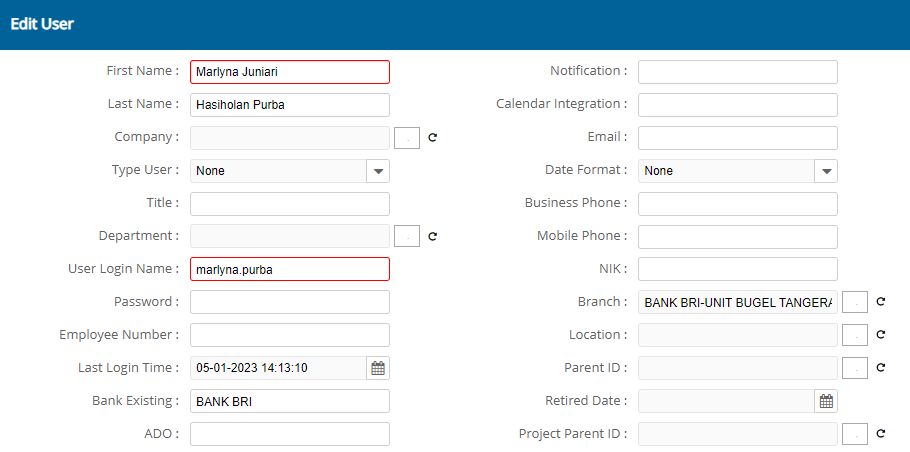 Edit User
First Name : Marlyna Juniari
Last Name : Hasiholan Purba
Company :
Type User : None
Title :
Department :
User Login Name : marlyna.purba
Password :
Employee Number :
Last Login Time : 05-01-2023 14:13:10
Bank Existing : BANK BRI
ADO :
Notification :
Calendar Integration :
Email :
Date Format : None
Business Phone :
Mobile Phone :
NIK :
Branch : BANK BRI-UNIT BUGEL TANGERA
Location :
Parent ID :
Retired Date :
Project Parent ID :